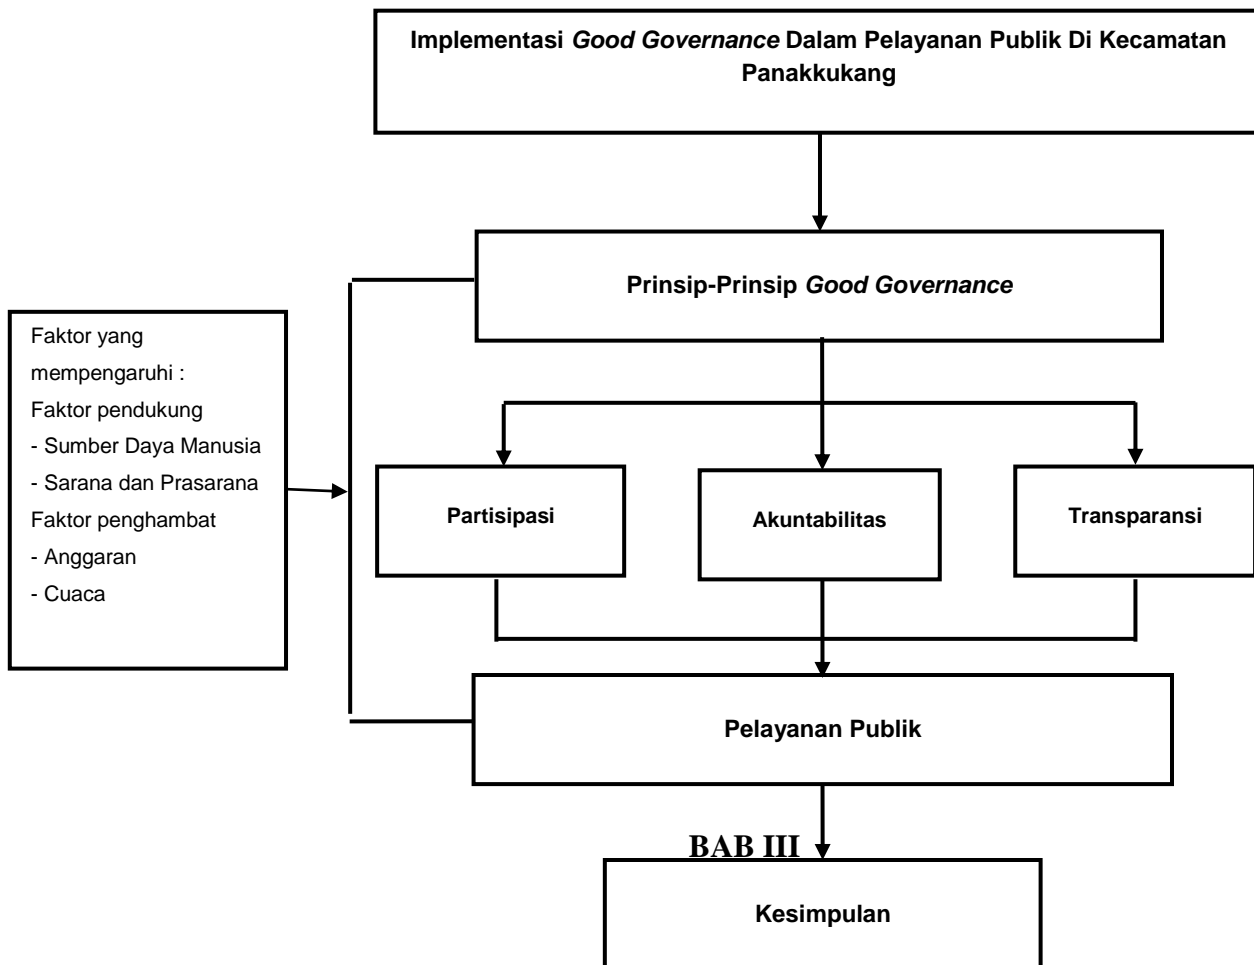 Implementasi Good Governance Dalam Pelayanan Publik Di Kecamatan
Panakkukang
Prinsip-Prinsip Good Governance
Faktor yang
mempengaruhi :
Faktor pendukung
- Sumber Daya Manusia
- Sarana dan Prasarana
Faktor penghambat
- Anggaran
- Cuaca
Partisipasi
Akuntabilitas
Transparansi
Pelayanan Publik
BAB III
Kesimpulan